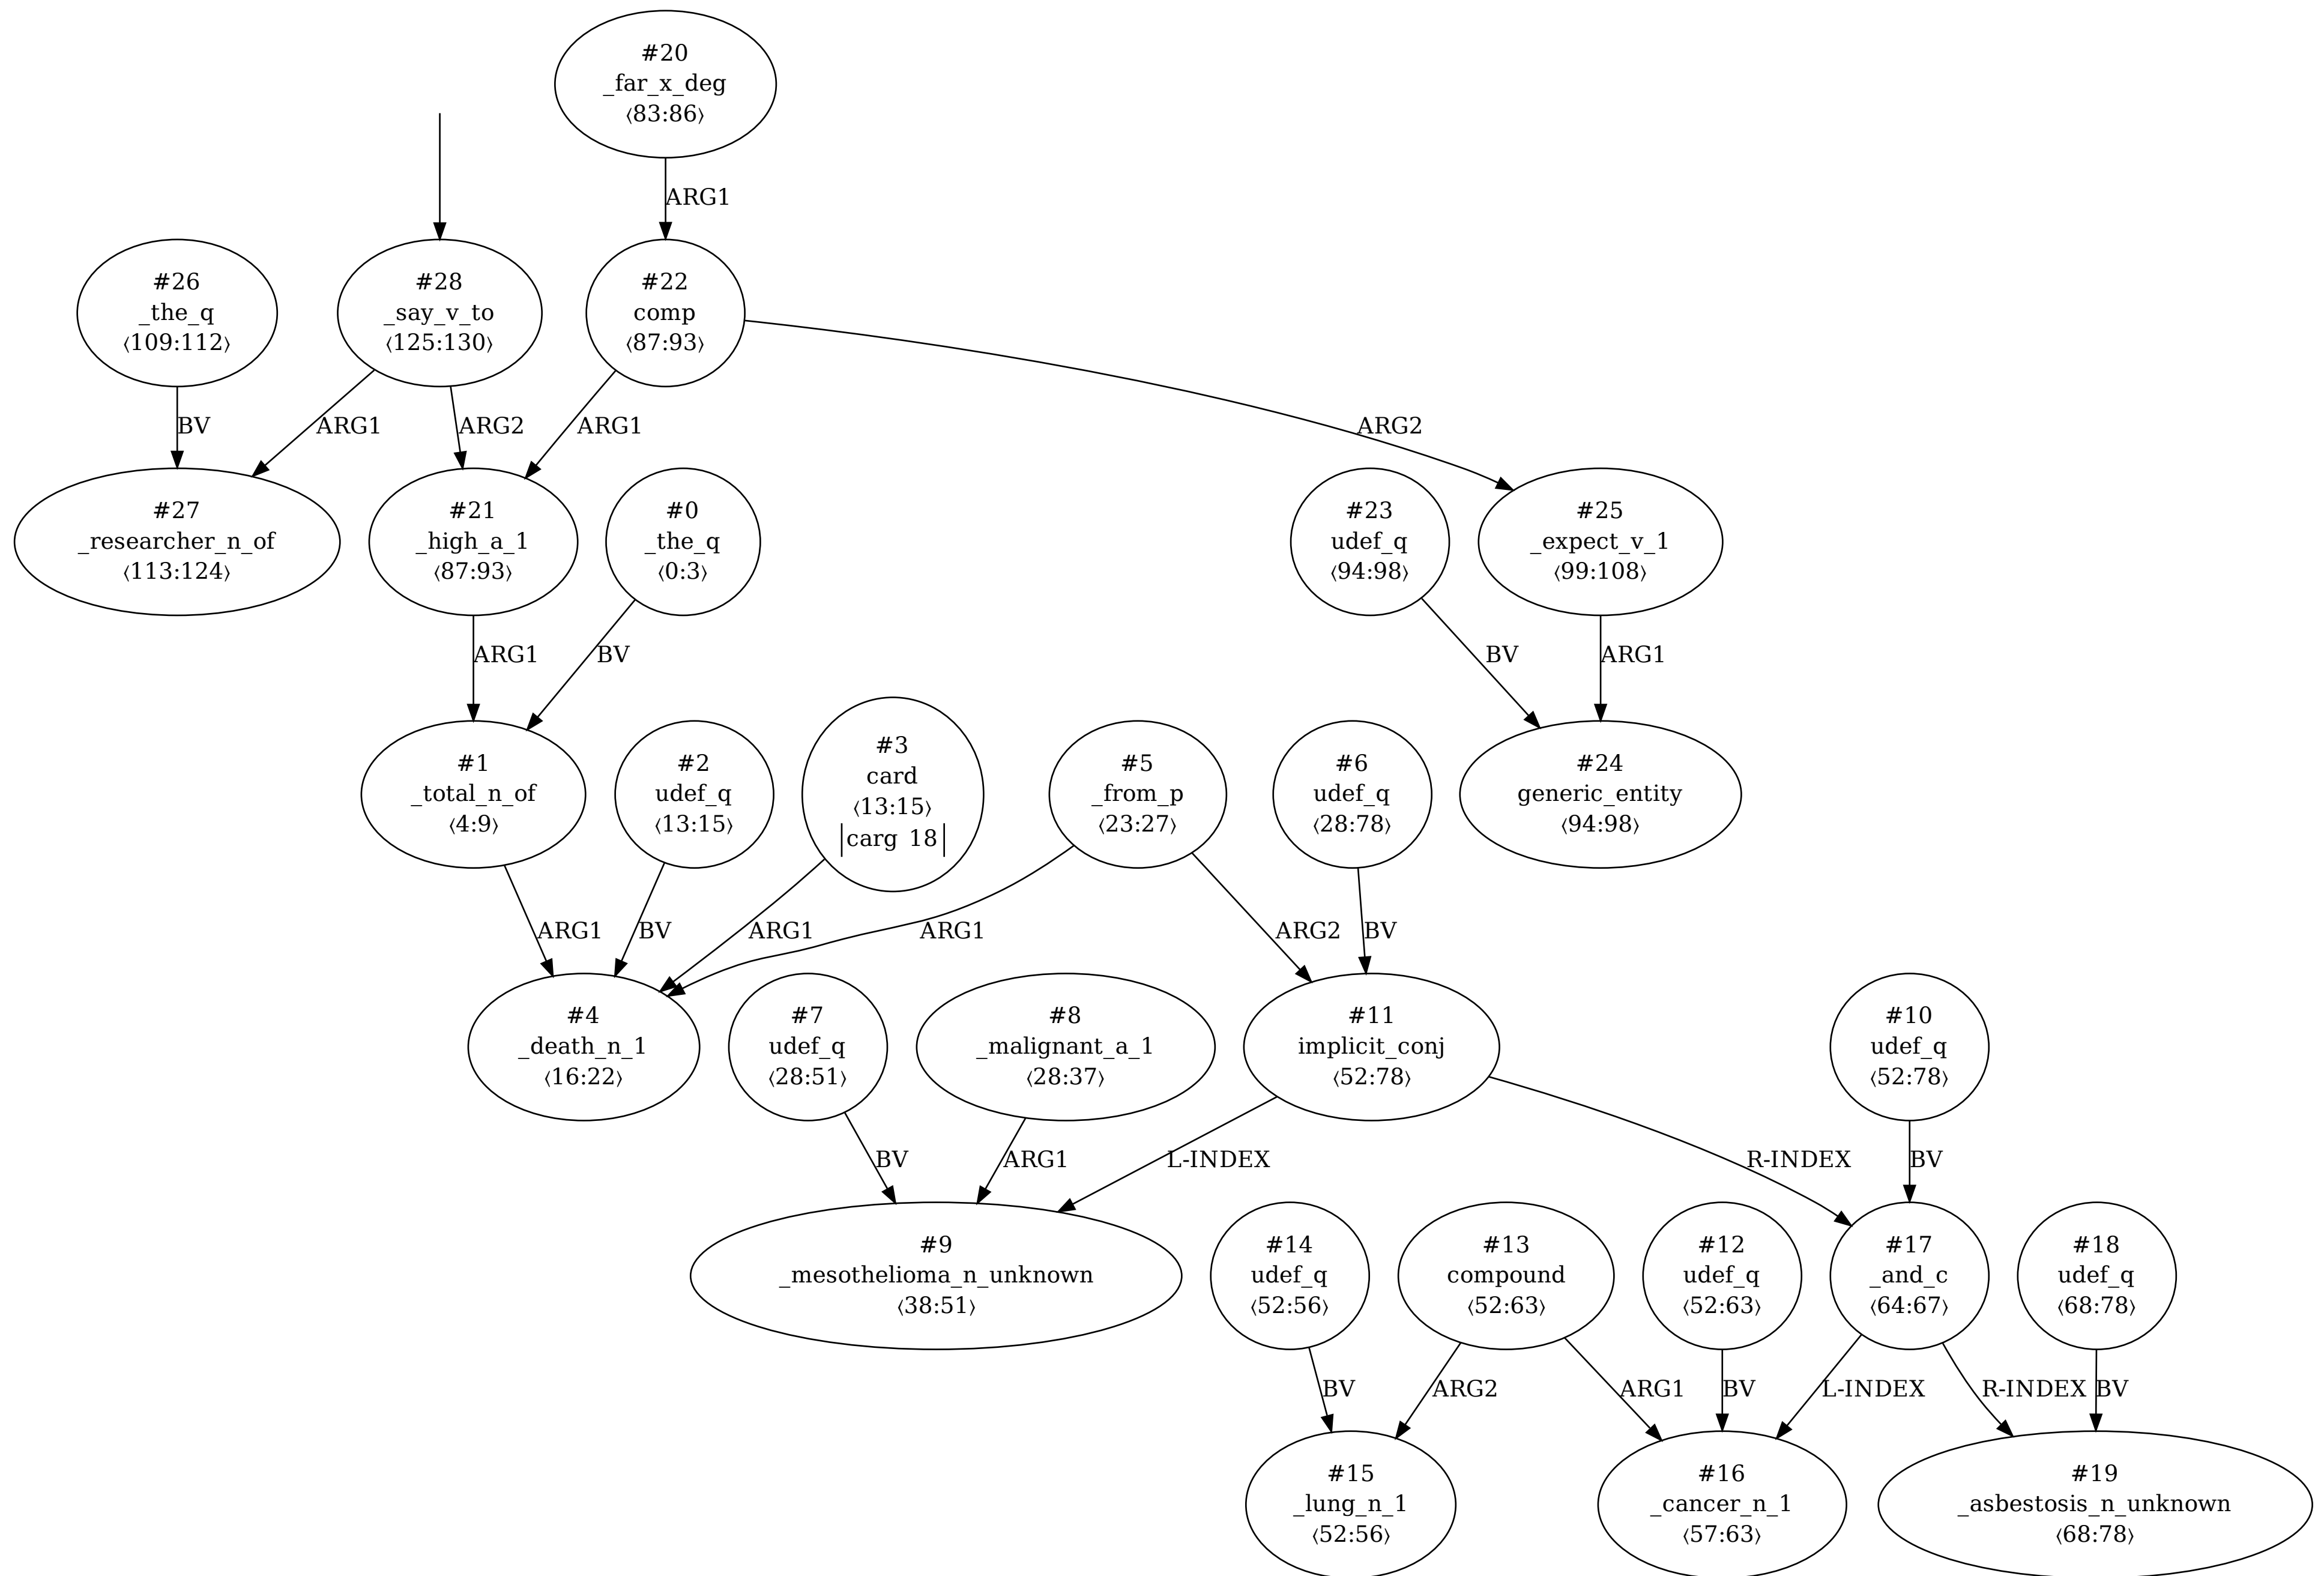 #20
_far_x_deg
⟨83:86⟩
ARG1
#26
_the_q
⟨109:112⟩
#28
_say_v_to
⟨125:130⟩
#22
comp
⟨87:93⟩
BV
ARG1
ARG2
ARG1
ARG2
#27
_researcher_n_of
⟨113:124⟩
#21
_high_a_1
⟨87:93⟩
#0
_the_q
⟨0:3⟩
#23
udef_q
⟨94:98⟩
#25
_expect_v_1
⟨99:108⟩
ARG1
BV
BV
ARG1
#1
_total_n_of
⟨4:9⟩
#2
udef_q
⟨13:15⟩
#3
card
⟨13:15⟩
|carg 18|
#5
_from_p
⟨23:27⟩
#6
udef_q
⟨28:78⟩
#24
generic_entity
⟨94:98⟩
ARG1
BV
ARG1
ARG1
ARG2
BV
#4
_death_n_1
⟨16:22⟩
#7
udef_q
⟨28:51⟩
#8
_malignant_a_1
⟨28:37⟩
#11
implicit_conj
⟨52:78⟩
#10
udef_q
⟨52:78⟩
BV
ARG1
L-INDEX
R-INDEX
BV
#9
_mesothelioma_n_unknown
⟨38:51⟩
#14
udef_q
⟨52:56⟩
#13
compound
⟨52:63⟩
#12
udef_q
⟨52:63⟩
#17
_and_c
⟨64:67⟩
#18
udef_q
⟨68:78⟩
BV
ARG2
ARG1
BV
L-INDEX
R-INDEX
BV
#15
_lung_n_1
⟨52:56⟩
#16
_cancer_n_1
⟨57:63⟩
#19
_asbestosis_n_unknown
⟨68:78⟩